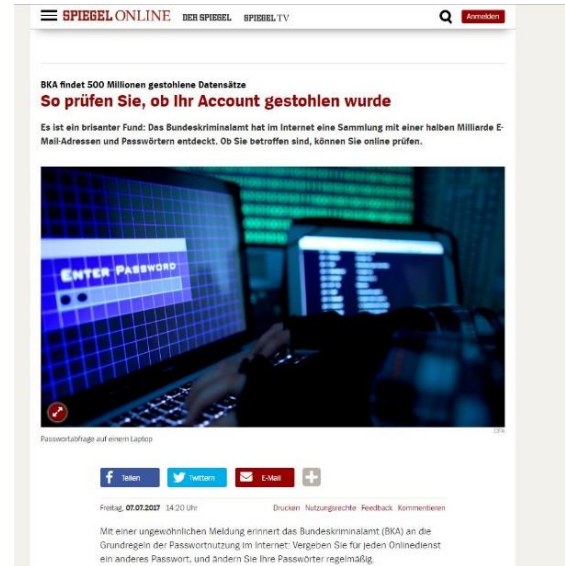 SPIEGEL ONLINE DER SPIEGEL SPIEGEL TV Anmelden
BKA findet 500 Millionen gestohlene Datensätze
So prüfen Sie, ob Ihr Account gestohlen wurde
Es ist ein brisanter Fund: Das Bundeskriminalamt hat im Internet eine Sammlung mit einer halben Milliarde E-
Mail-Adressen und Passwörtern entdeckt. Ob Sie betroffen sind, können Sie online prüfen.
ENTER PASSWORD
DPA
Passwortabfrage auf einem Laptop
Teilen Twittern E-Mail
Freitag, 07.07.2017 14:20 Uhr
Drucken Nutzungsrechte Feedback Kommentieren
Mit einer ungewöhnlichen Meldung erinnert das Bundeskriminalamt (BKA) an die
Grundregeln der Passwortnutzung im Internet: Vergeben Sie für jeden Onlinedienst
ein anderes Passwort, und ändern Sie Ihre Passwörter regelmäßig.